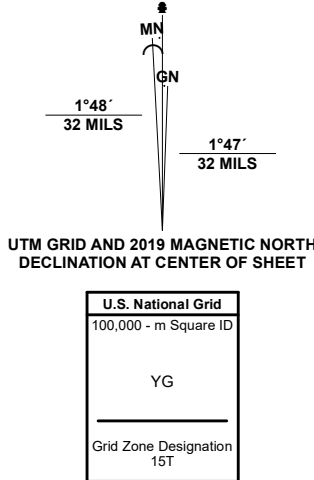 MN
GN
1°48´
32 MILS
1°47´
32 MILS
UTM GRID AND 2019 MAGNETIC NORTH
DECLINATION AT CENTER OF SHEET
U.S. National Grid
100,000 - m Square ID
YG
Grid Zone Designation
15T